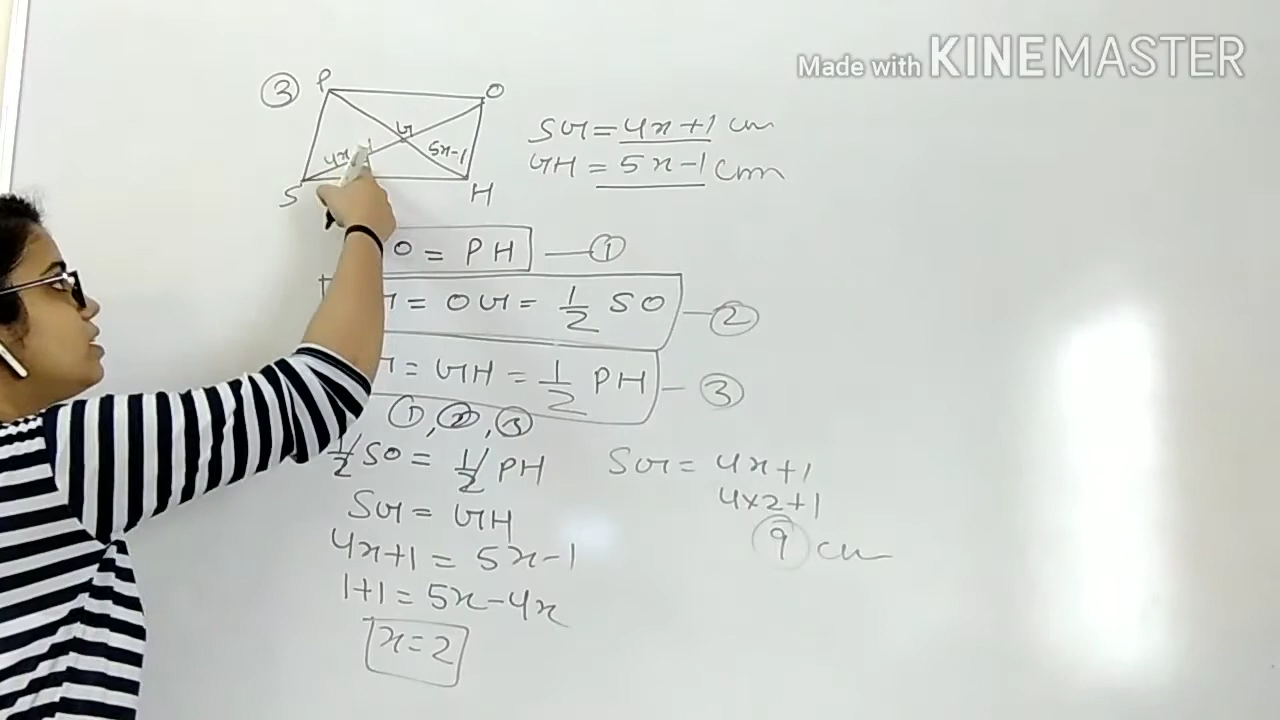 Made with KINEMASTER
③
P
O
G
4x
5x-1
S
H
SG = 4x+1 cm
GH = 5x-1 cm
O = PH — ①
= OG = 1/2 SO — ②
= GH = 1/2 PH — ③
①, ②, ③
1/2 SO = 1/2 PH
SG = GH
4x+1 = 5x-1
1+1 = 5x-4x
x=2
SG = 4x+1
4×2+1
9 cm